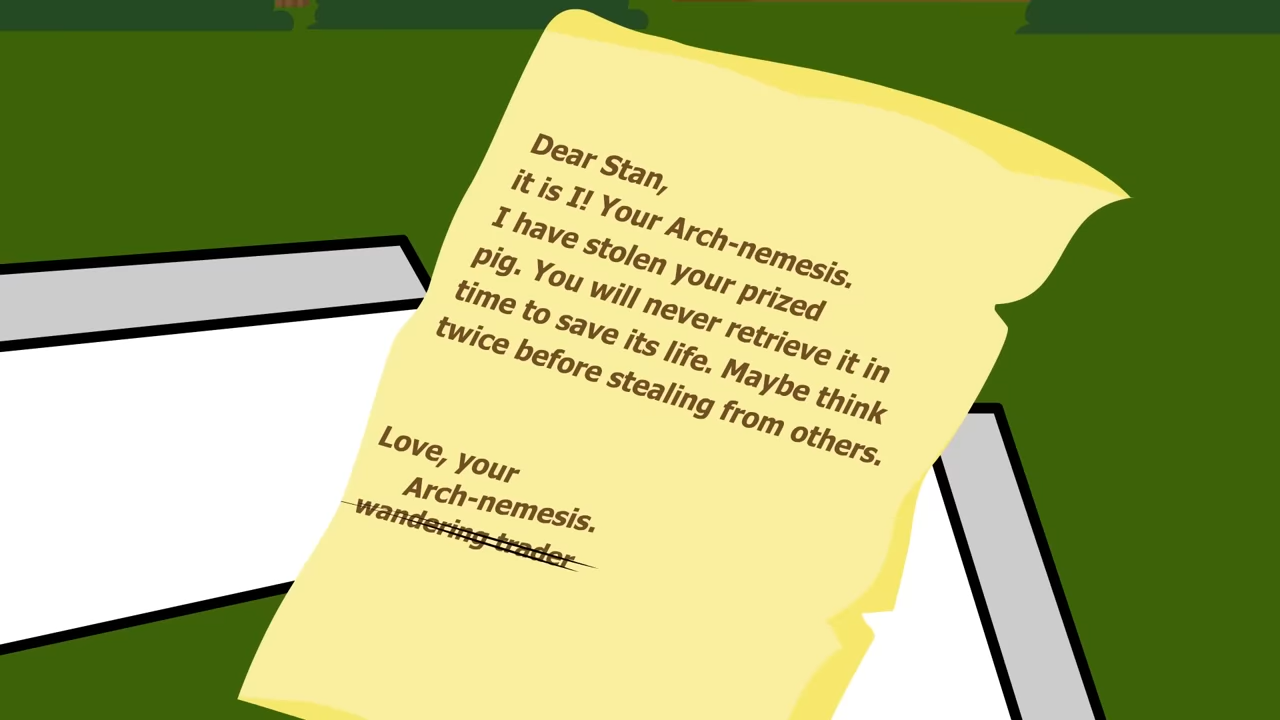 Dear Stan,
it is I! Your Arch-nemesis.
I have stolen your prized
pig. You will never retrieve it in
time to save its life. Maybe think
twice before stealing from others.
Love, your
Arch-nemesis.
wandering trader